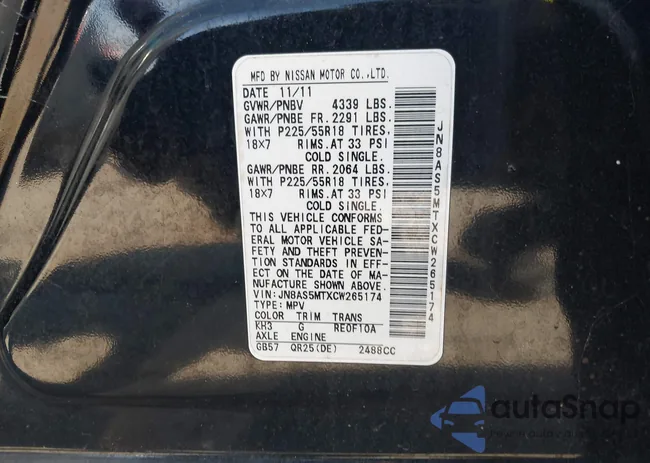 MFD BY NISSAN MOTOR CO.,LTD.
DATE 11/11
GVWR/PNBV 4339 LBS.
GAWR/PNBE FR. 2291 LBS.
WITH P225/55R18 TIRES,
18X7 RIMS. AT 33 PSI
COLD SINGLE.
GAWR/PNBE RR. 2064 LBS.
WITH P225/55R18 TIRES,
18X7 RIMS. AT 33 PSI
COLD SINGLE.
THIS VEHICLE CONFORMS
TO ALL APPLICABLE FED-
ERAL MOTOR VEHICLE SA-
FETY AND THEFT PREVEN-
TION STANDARDS IN EFF-
ECT ON THE DATE OF MA-
NUFACTURE SHOWN ABOVE.
VIN: JN8AS5MTXCW265174
TYPE: MPV
COLOR TRIM TRANS
KH3 G RE0F10A
AXLE ENGINE
GB57 QR25(DE) 2488CC
JN8AS5MTXCW265174
autoSnap